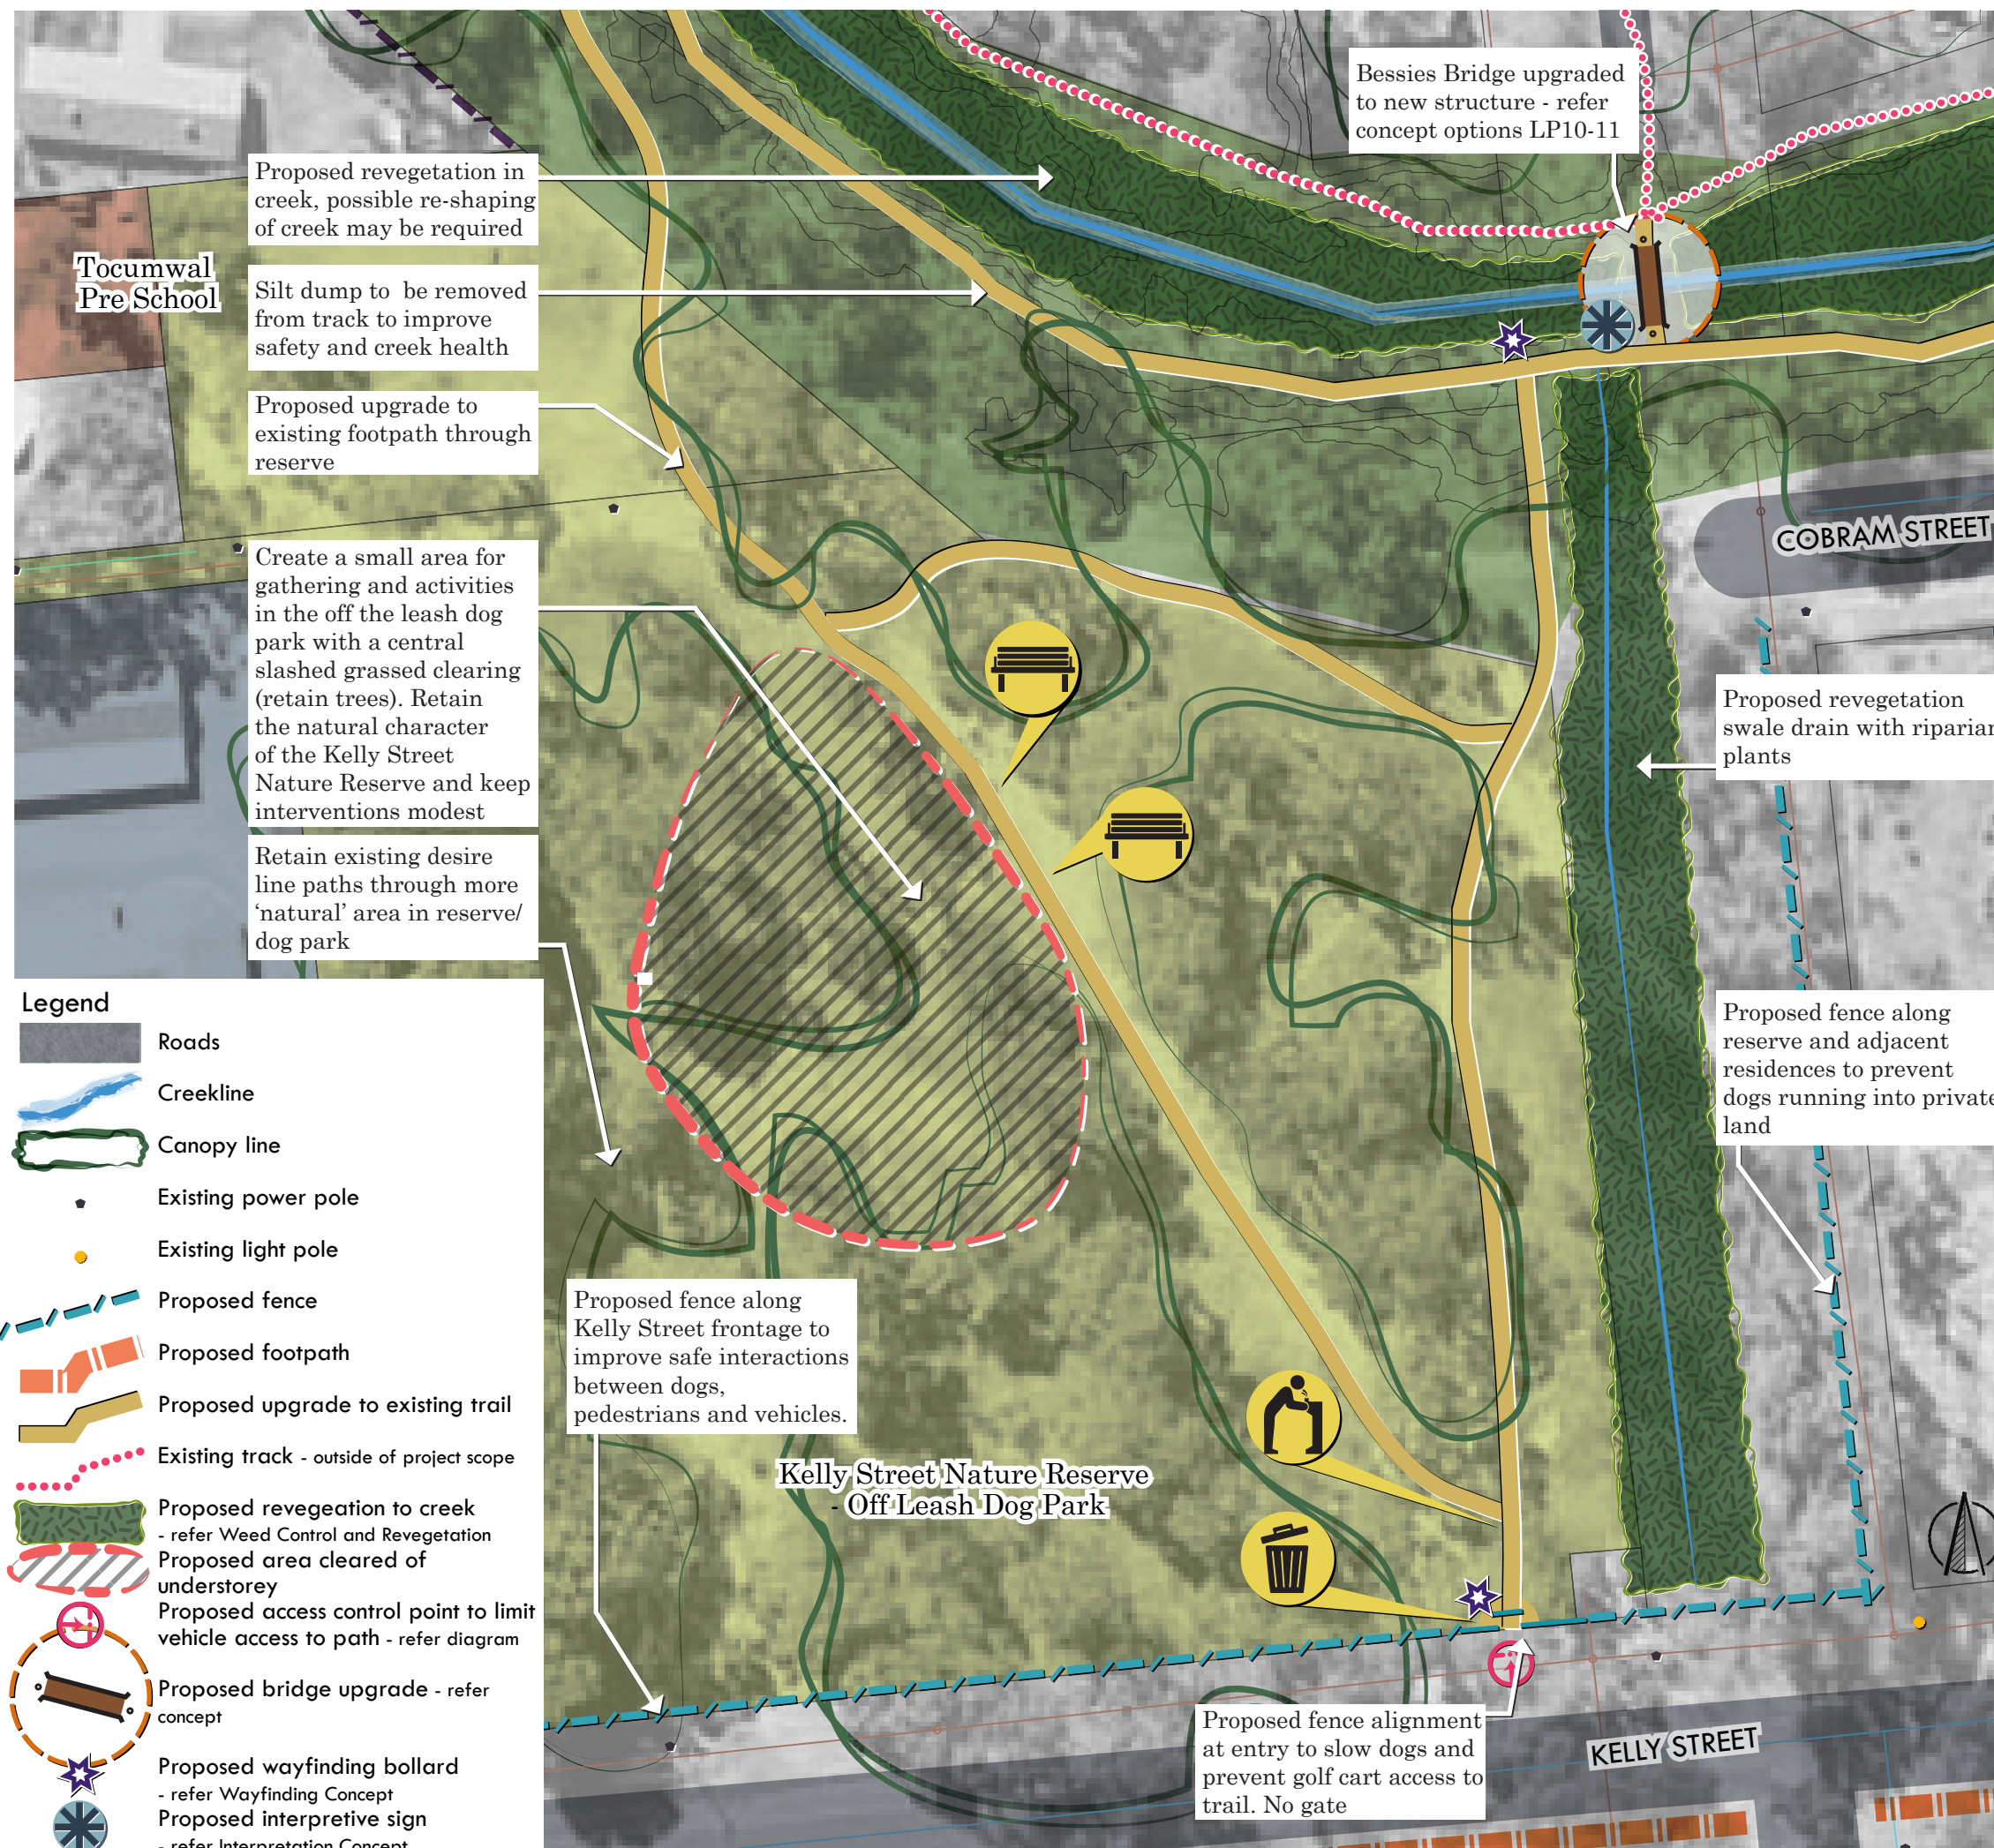 Bessies Bridge upgraded
to new structure - refer
concept options LP10-11
Proposed revegetation in
creek, possible re-shaping
of creek may be required
Tocumwal
Pre School
Silt dump to be removed
from track to improve
safety and creek health
Proposed upgrade to
existing footpath through
reserve
COBRAM STREET
Create a small area for
gathering and activities
in the off the leash dog
park with a central
slashed grassed clearing
(retain trees). Retain
the natural character
of the Kelly Street
Nature Reserve and keep
interventions modest
Proposed revegetation
swale drain with riparian
plants
Retain existing desire
line paths through more
‘natural’ area in reserve/
dog park
Proposed fence along
reserve and adjacent
residences to prevent
dogs running into private
land
Proposed fence along
Kelly Street frontage to
improve safe interactions
between dogs,
pedestrians and vehicles.
Kelly Street Nature Reserve
- Off Leash Dog Park
Proposed fence alignment
at entry to slow dogs and
prevent golf cart access to
trail. No gate
KELLY STREET
Legend
Roads
Creekline
Canopy line
Existing power pole
Existing light pole
Proposed fence
Proposed footpath
Proposed upgrade to existing trail
Existing track - outside of project scope
Proposed revegeation to creek
- refer Weed Control and Revegetation
Proposed area cleared of
understorey
Proposed access control point to limit
vehicle access to path - refer diagram
Proposed bridge upgrade - refer
concept
Proposed wayfinding bollard
- refer Wayfinding Concept
Proposed interpretive sign
- refer Interpretation Concept